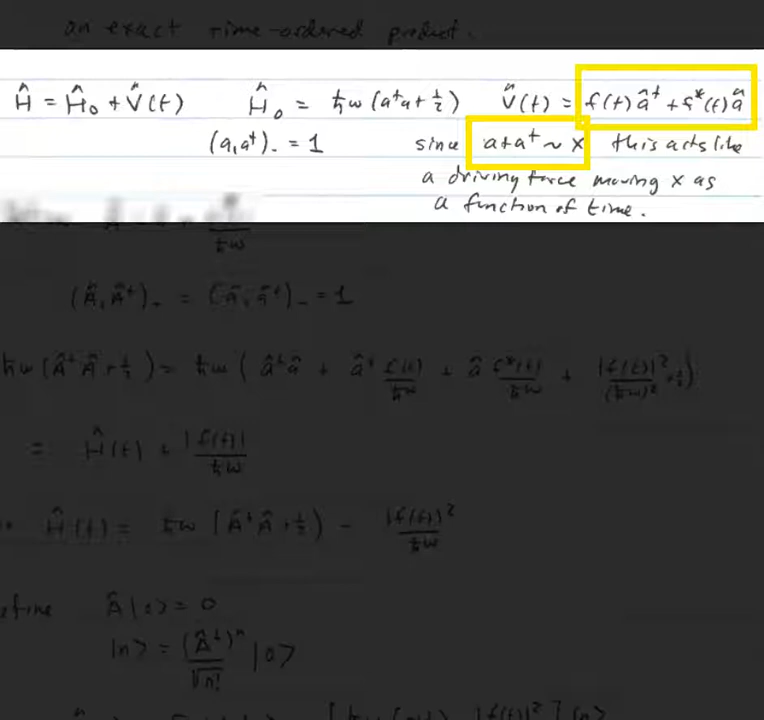 an exact time-ordered product.
Ĥ = Ĥ₀ + V̂(t) Ĥ₀ = ħω(a†a + ½) V̂(t) = f(t)â† + f*(t)â
(a, a†)₋ = 1 since a + a† ~ x this acts like
a driving force moving x as
a function of time.
ħω
(Â, Â†)₋ = (â, â†)₋ = 1
ħω(Â†Â + ½) = ħω(â†â + â† f(t)/ħω + â f*(t)/ħω + |f(t)|²/(ħω)² + ½)
= Ĥ(t) + |f(t)|/ħω
Ĥ(t) = ħω(Â†Â + ½) - |f(t)|²/ħω
Â|0> = 0
|n> = (Â†)ⁿ/√n! |0>